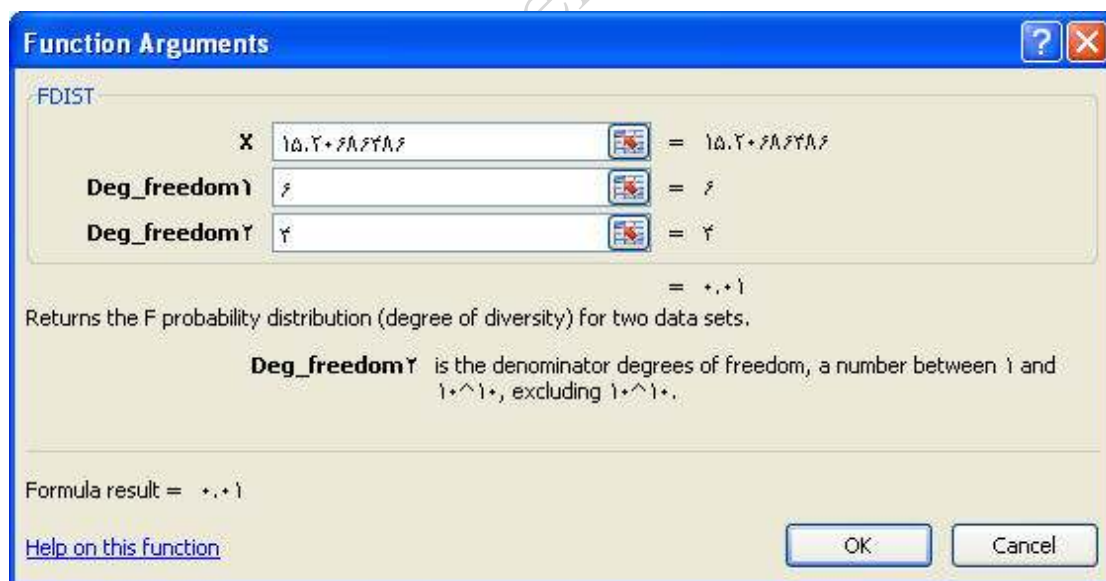 Function Arguments
FDIST
X ۱۵.۲۰۶۸۶۴۸۶ = ۱۵.۲۰۶۸۶۴۸۶
Deg_freedom۱ ۶ = ۶
Deg_freedom۲ ۴ = ۴
= ۰.۰۱
Returns the F probability distribution (degree of diversity) for two data sets.
Deg_freedom۲ is the denominator degrees of freedom, a number between ۱ and
۱۰^۱۰, excluding ۱۰^۱۰.
Formula result = ۰.۰۱
Help on this function
OK
Cancel